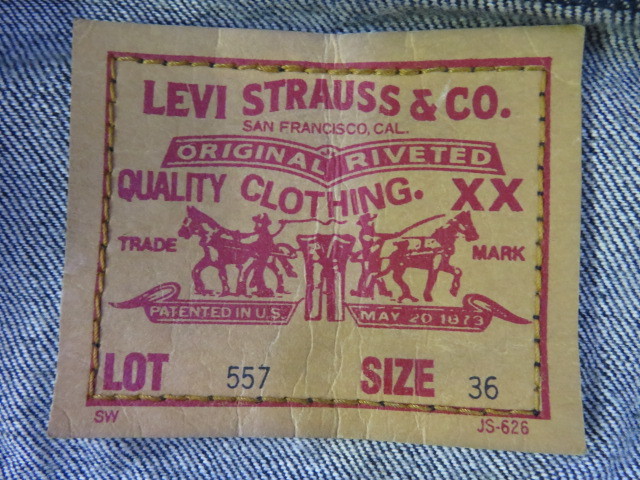 LEVI STRAUSS & CO.
SAN FRANCISCO, CAL.
ORIGINAL RIVETED
QUALITY CLOTHING. XX
TRADE MARK
PATENTED IN U.S. MAY 20 1873
LOT 557 SIZE 36
SW JS-626